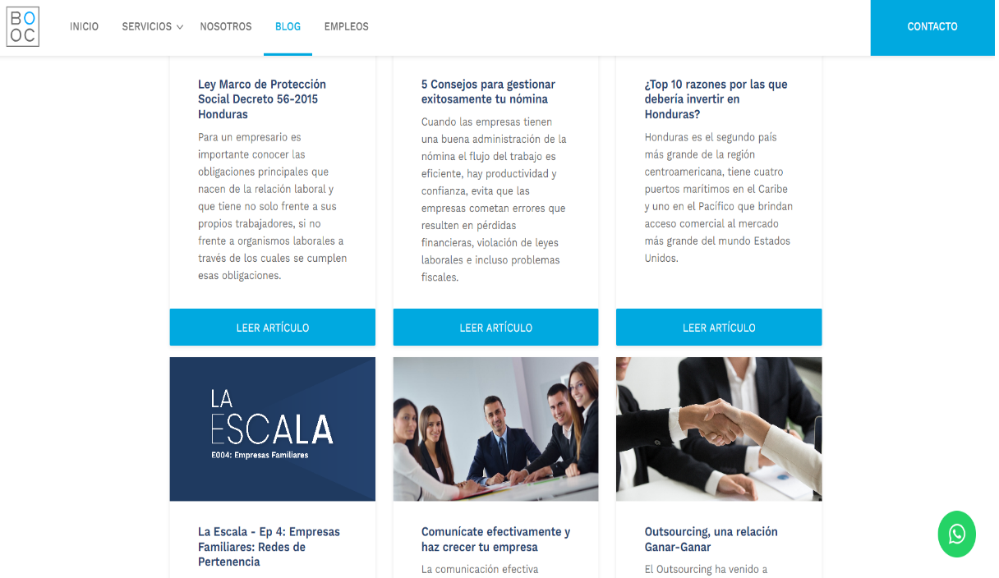 BO
OC
INICIO
SERVICIOS
NOSOTROS
BLOG
EMPLEOS
CONTACTO
Ley Marco de Protección
Social Decreto 56-2015
Honduras
Para un empresario es
importante conocer las
obligaciones principales que
nacen de la relación laboral y
que tiene no solo frente a sus
propios trabajadores, si no
frente a organismos laborales a
través de los cuales se cumplen
esas obligaciones.
LEER ARTÍCULO
5 Consejos para gestionar
exitosamente tu nómina
Cuando las empresas tienen
una buena administración de la
nómina el flujo del trabajo es
eficiente, hay productividad y
confianza, evita que las
empresas cometan errores que
resulten en pérdidas
financieras, violación de leyes
laborales e incluso problemas
fiscales.
LEER ARTÍCULO
¿Top 10 razones por las que
debería invertir en
Honduras?
Honduras es el segundo país
más grande de la región
centroamericana, tiene cuatro
puertos marítimos en el Caribe
y uno en el Pacífico que brindan
acceso comercial al mercado
más grande del mundo Estados
Unidos.
LEER ARTÍCULO
LA
ESCALA
E004: Empresas Familiares
La Escala - Ep 4: Empresas
Familiares: Redes de
Pertenencia
Comunícate efectivamente y
haz crecer tu empresa
La comunicación efectiva
Outsourcing, una relación
Ganar-Ganar
El Outsourcing ha venido a